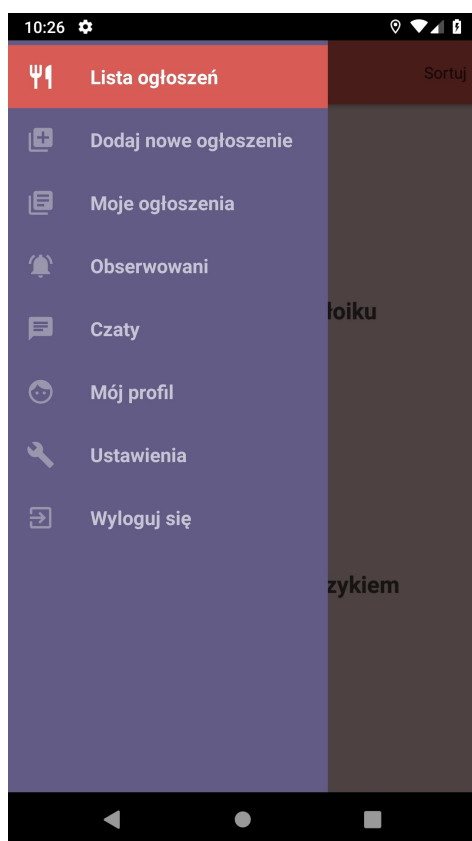 10:26
Lista ogłoszeń
Sortuj
Dodaj nowe ogłoszenie
Moje ogłoszenia
Obserwowani
łoiku
Czaty
Mój profil
Ustawienia
Wyloguj się
zykiem